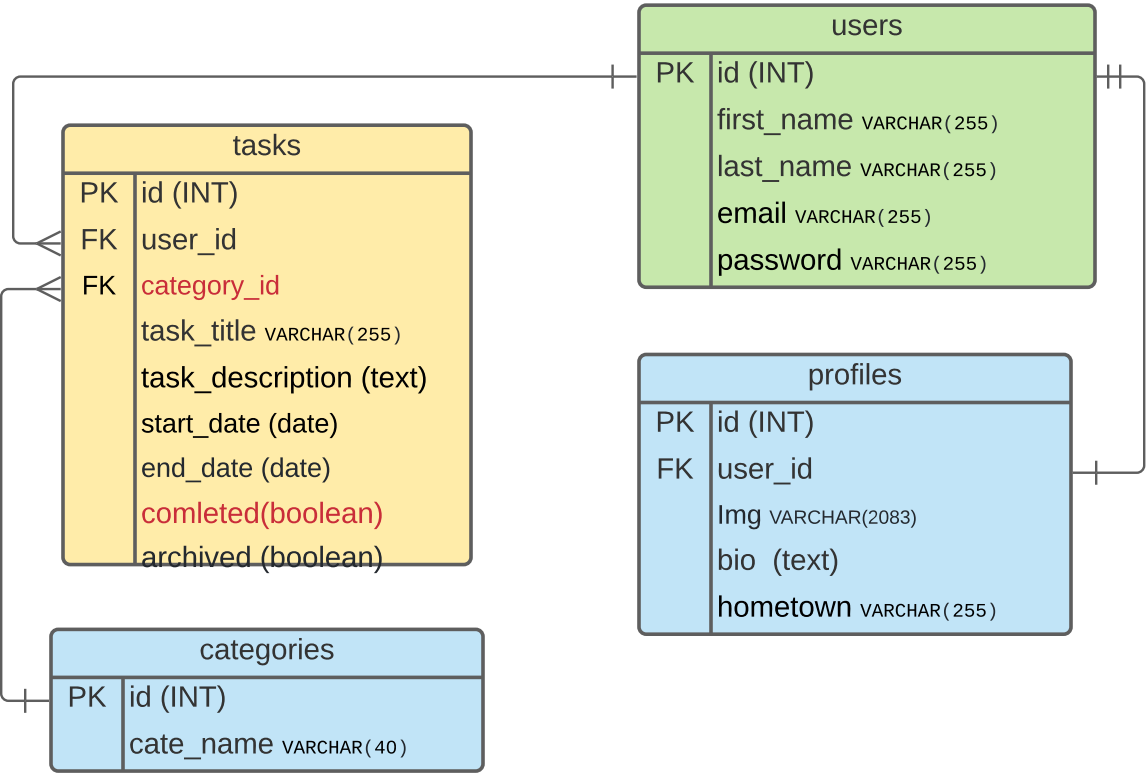 users
PK id (INT)
first_name VARCHAR(255)
last_name VARCHAR(255)
email VARCHAR(255)
password VARCHAR(255)
tasks
PK id (INT)
FK user_id
FK category_id
task_title VARCHAR(255)
task_description (text)
start_date (date)
end_date (date)
comleted(boolean)
archived (boolean)
profiles
PK id (INT)
FK user_id
Img VARCHAR(2083)
bio (text)
hometown VARCHAR(255)
categories
PK id (INT)
cate_name VARCHAR(40)